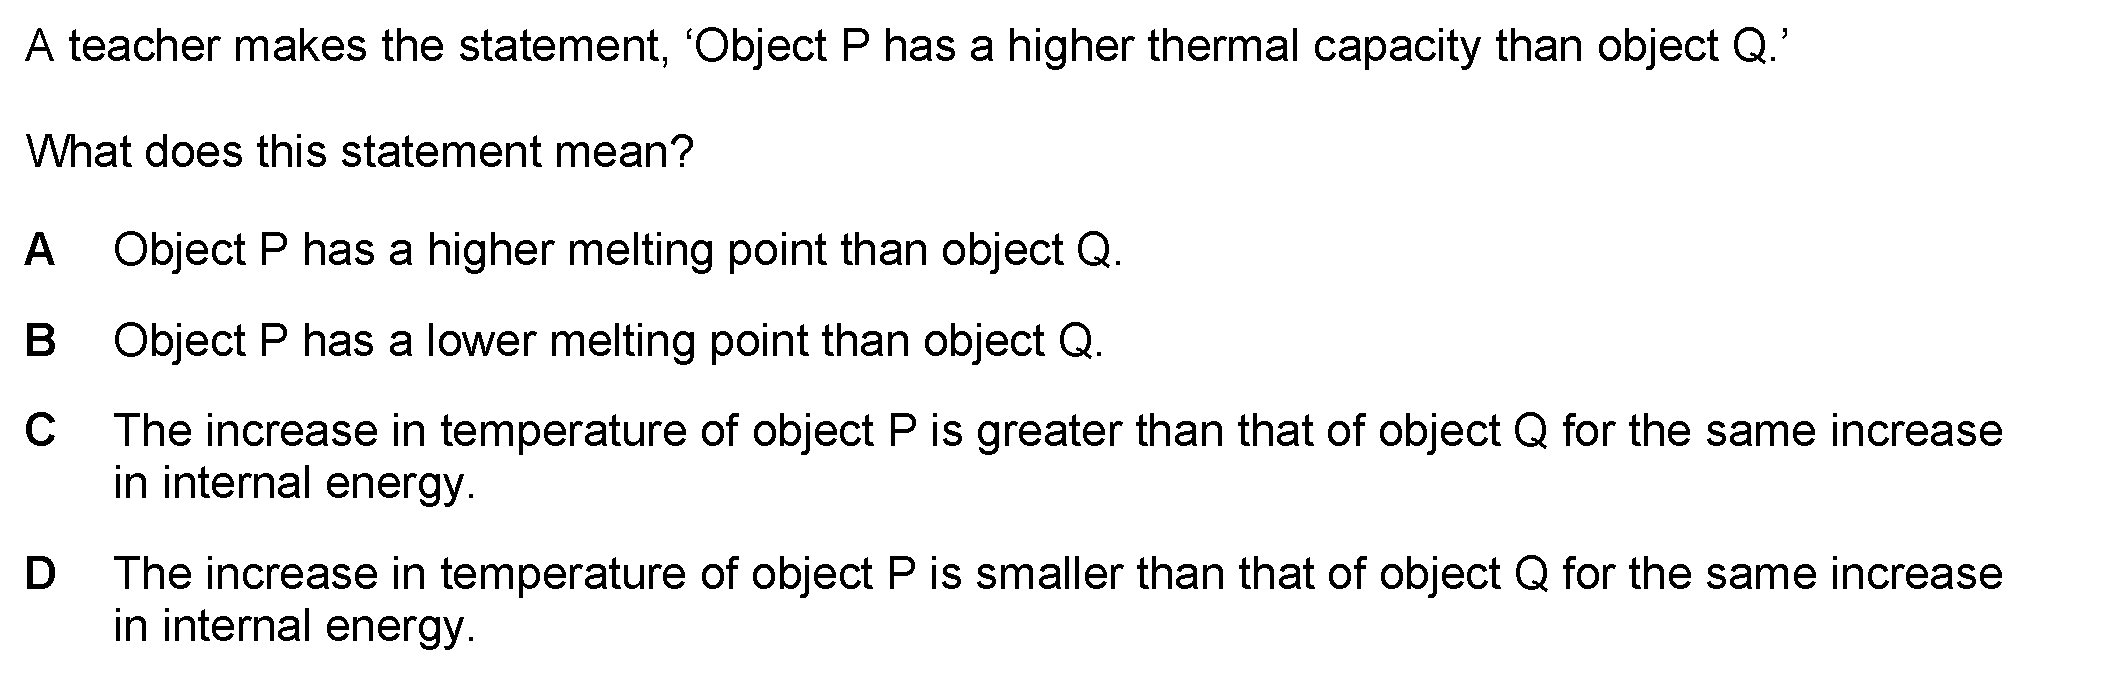 A teacher makes the statement, ‘Object P has a higher thermal capacity than object Q.’
What does this statement mean?
A Object P has a higher melting point than object Q.
B Object P has a lower melting point than object Q.
C The increase in temperature of object P is greater than that of object Q for the same increase
in internal energy.
D The increase in temperature of object P is smaller than that of object Q for the same increase
in internal energy.